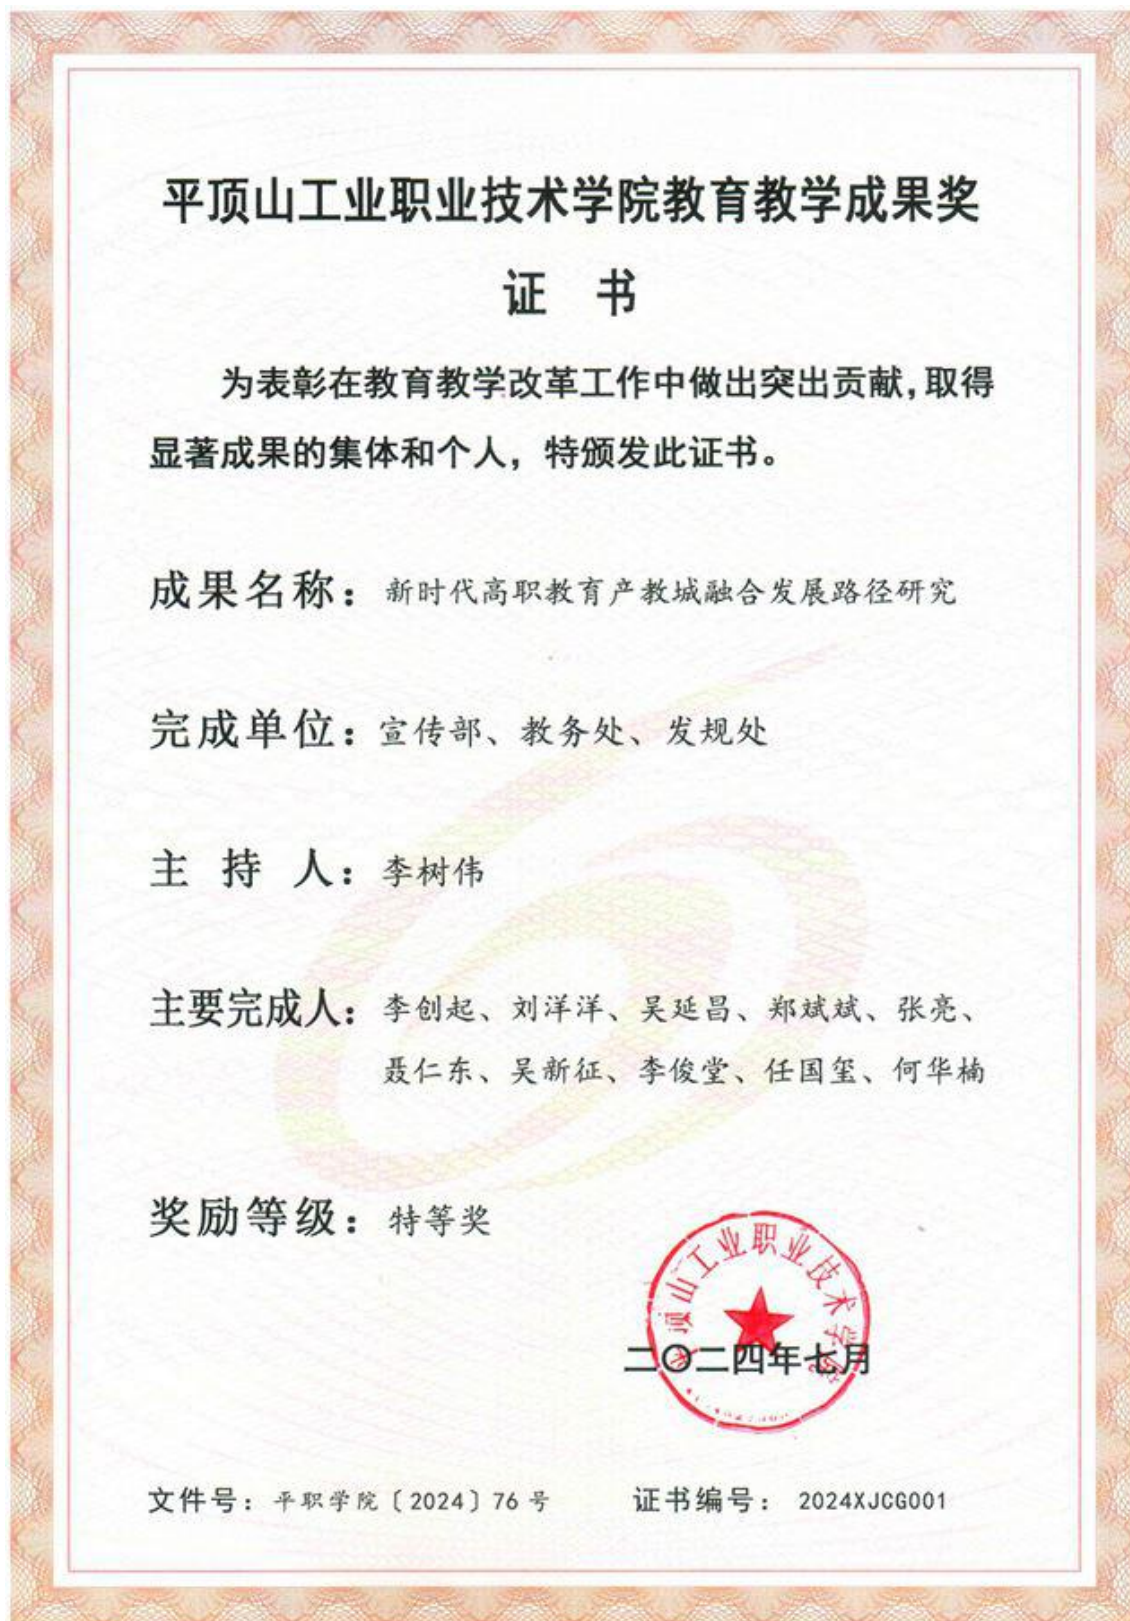 平顶山工业职业技术学院教育教学成果奖
证 书
为表彰在教育教学改革工作中做出突出贡献,取得
显著成果的集体和个人，特颁发此证书。
成果名称：新时代高职教育产教城融合发展路径研究
完成单位：宣传部、教务处、发规处
主 持 人：李树伟
主要完成人：李创起、刘洋洋、吴延昌、郑斌斌、张亮、
聂仁东、吴新征、李俊堂、任国玺、何华楠
奖励等级：特等奖
平顶山工业职业技术学院
二〇二四年七月
文件号：平职学院〔2024〕76 号 证书编号： 2024XJCG001